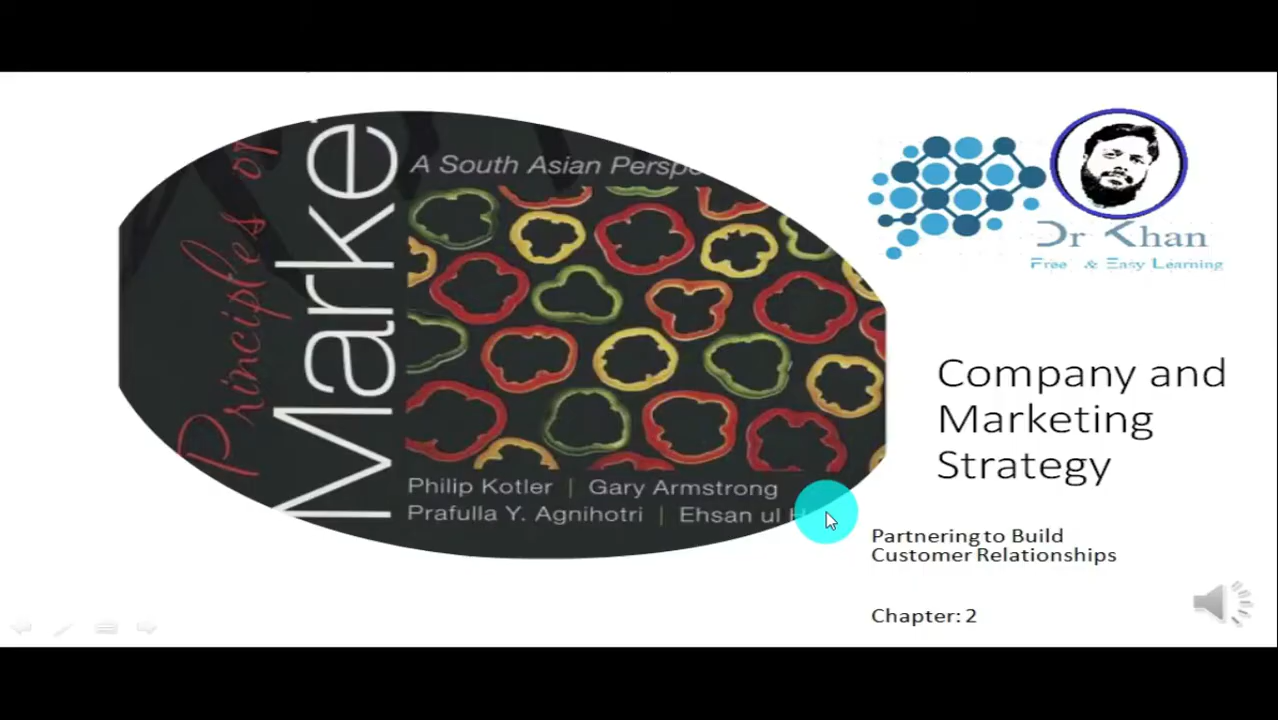 Principles of
Marke
A South Asian
Philip Kotler | Gary Armstrong
Prafulla Y. Agnihotri | Ehsan ul
Dr Khan
Free & Easy Learning
Company and
Marketing
Strategy
Partnering to Build
Customer Relationships
Chapter: 2